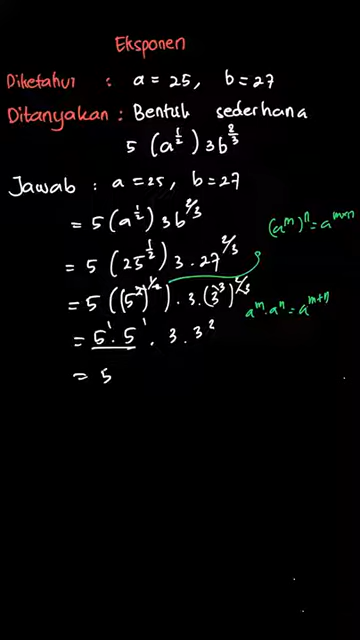 Eksponen
Diketahui : a = 25, b = 27
Ditanyakan : Bentuk sederhana
5 (a^{1/2}) 3b^{2/3}
Jawab : a = 25, b = 27
= 5 (a^{1/2}) 3b^{2/3}
(a^m)^n = a^{m×n}
= 5 (25^{1/2}) 3 . 27^{2/3}
= 5 ((5^2)^{1/2}) . 3 . (3^3)^{2/3}
a^m . a^n = a^{m+n}
= 5^1 . 5^1 . 3 . 3^2
= 5